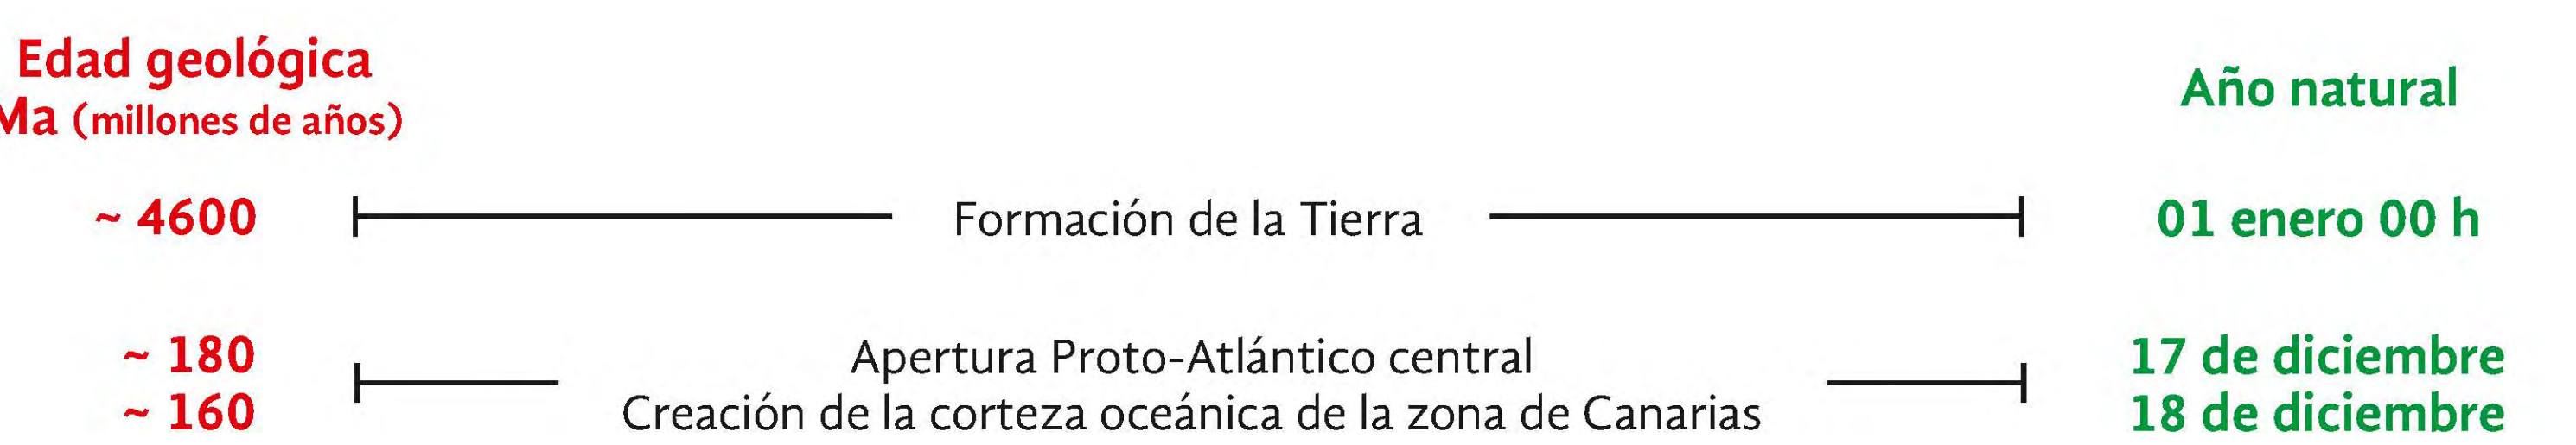 Edad geológica
Ma (millones de años)
Año natural
~ 4600 Formación de la Tierra 01 enero 00 h
~ 180 Apertura Proto-Atlántico central 17 de diciembre
~ 160 Creación de la corteza oceánica de la zona de Canarias 18 de diciembre